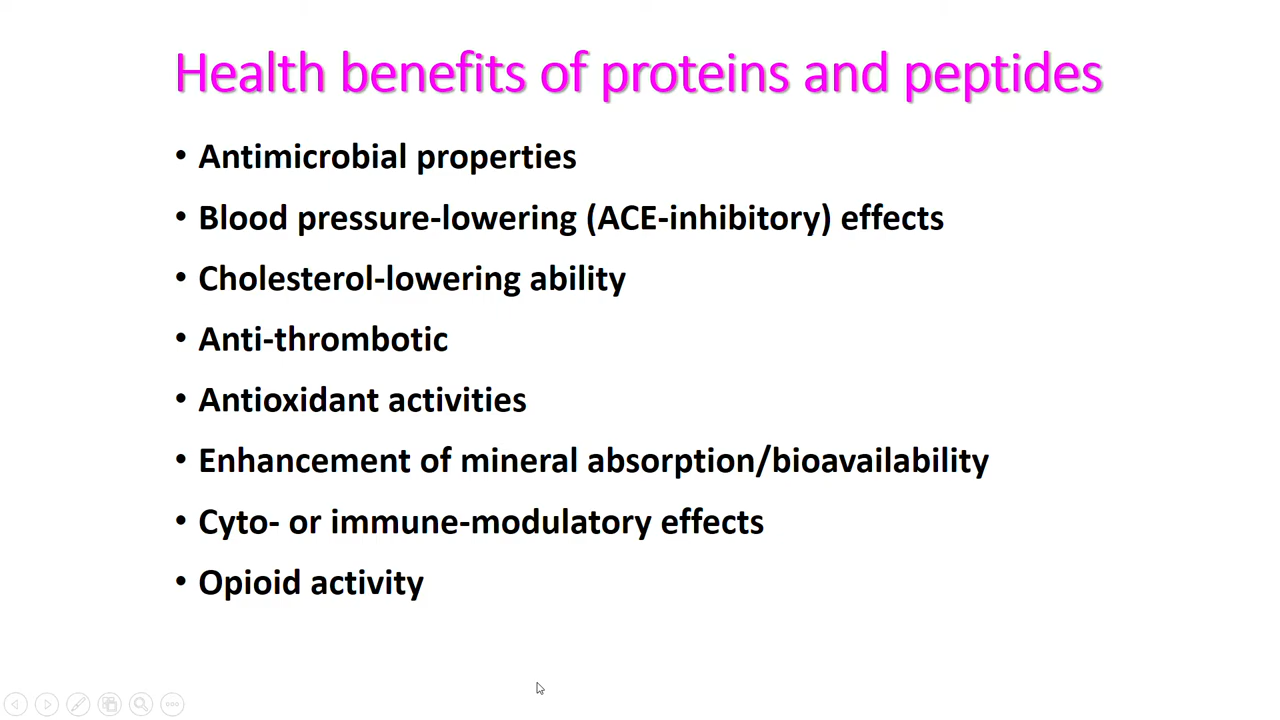 Health benefits of proteins and peptides
• Antimicrobial properties
• Blood pressure-lowering (ACE-inhibitory) effects
• Cholesterol-lowering ability
• Anti-thrombotic
• Antioxidant activities
• Enhancement of mineral absorption/bioavailability
• Cyto- or immune-modulatory effects
• Opioid activity